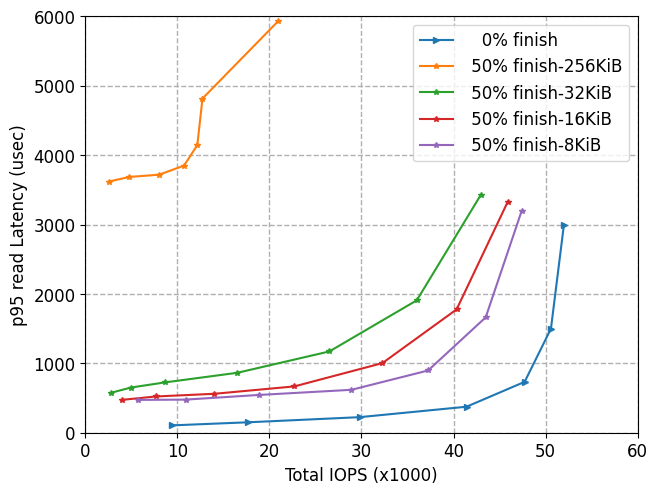 6000
5000
4000
3000
2000
1000
0
p95 read Latency (usec)
0% finish
50% finish-256KiB
50% finish-32KiB
50% finish-16KiB
50% finish-8KiB
0 10 20 30 40 50 60
Total IOPS (x1000)